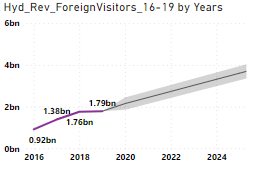 Hyd_Rev_ForeignVisitors_16-19 by Years
6bn
4bn
2bn
0bn
0.92bn
1.38bn
1.76bn
1.79bn
2016 2018 2020 2022 2024